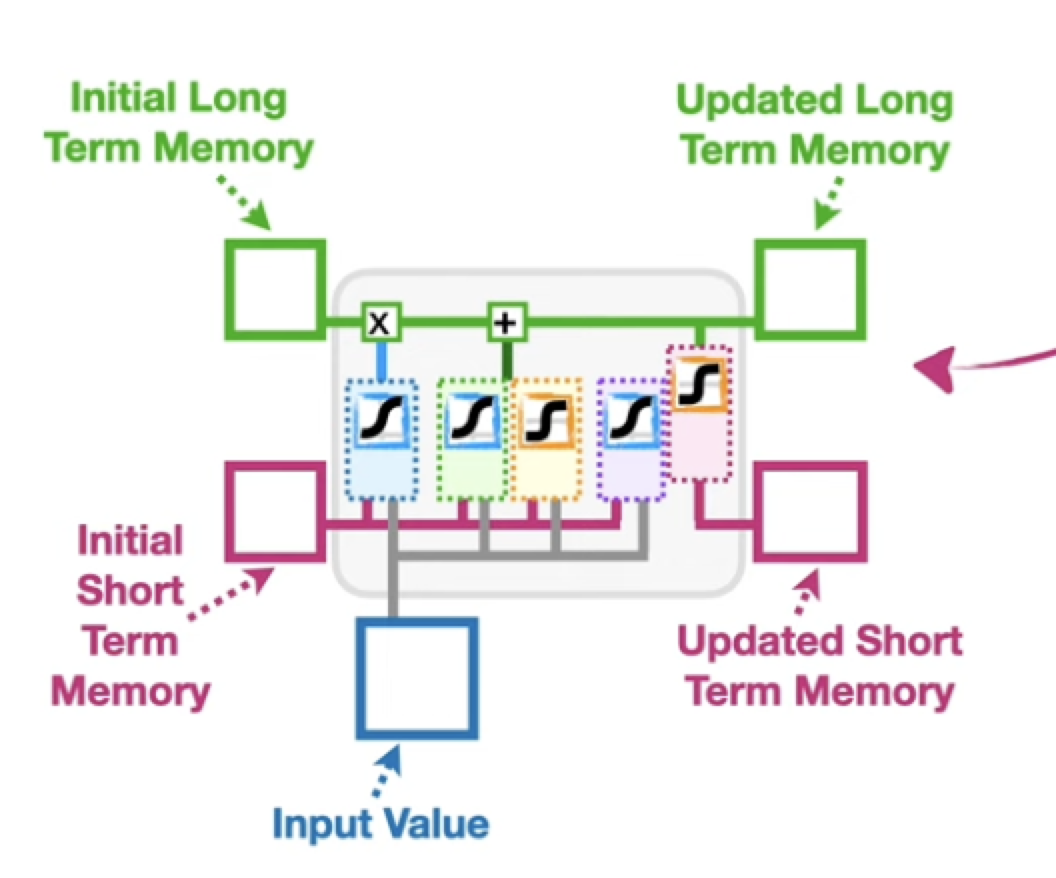 Initial Long
Term Memory
Updated Long
Term Memory
X
+
Initial
Short
Term
Memory
Updated Short
Term Memory
Input Value